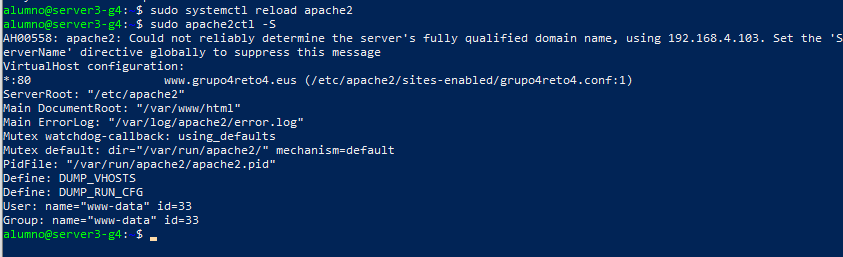 alumno@server3-g4: $ sudo systemctl reload apache2
alumno@server3-g4: $ sudo apache2ctl -S
AH00558: apache2: Could not reliably determine the server's fully qualified domain name, using 192.168.4.103. Set the 'S
erverName' directive globally to suppress this message
VirtualHost configuration:
*:80                   www.grupo4reto4.eus (/etc/apache2/sites-enabled/grupo4reto4.conf:1)
ServerRoot: "/etc/apache2"
Main DocumentRoot: "/var/www/html"
Main ErrorLog: "/var/log/apache2/error.log"
Mutex watchdog-callback: using_defaults
Mutex default: dir="/var/run/apache2/" mechanism=default
PidFile: "/var/run/apache2/apache2.pid"
Define: DUMP_VHOSTS
Define: DUMP_RUN_CFG
User: name="www-data" id=33
Group: name="www-data" id=33
alumno@server3-g4: $